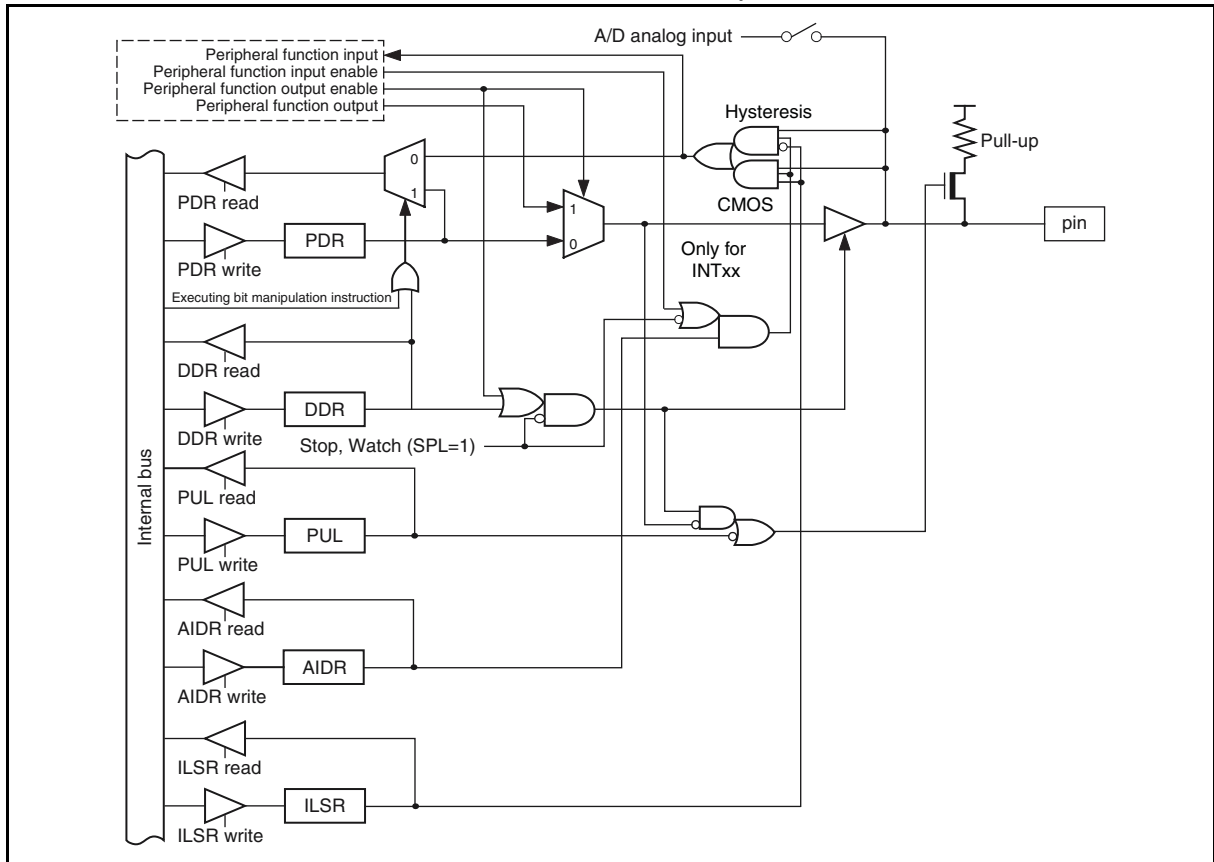 A/D analog input
Peripheral function input
Peripheral function input enable
Peripheral function output enable
Peripheral function output
Hysteresis
Pull-up
0
1
CMOS
PDR read
1
0
PDR
PDR write
pin
Only for
INTxx
Executing bit manipulation instruction
DDR read
DDR
DDR write
Stop, Watch (SPL=1)
Internal bus
PUL read
PUL
PUL write
AIDR read
AIDR
AIDR write
ILSR read
ILSR
ILSR write